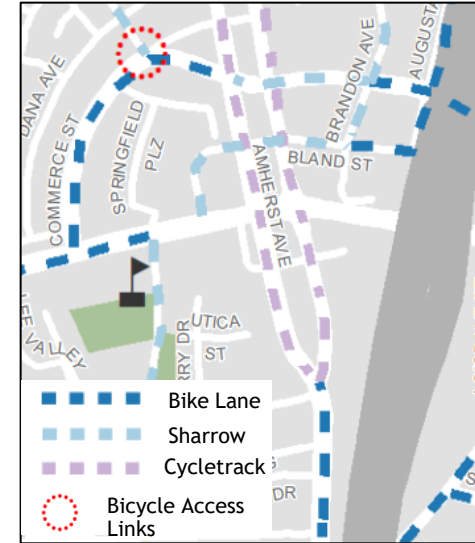 DANA AVE
COMMERCE ST
SPRINGFIELD
PLZ
AMHERST AVE
BRANDON AVE
AUGUSTA
BLAND ST
UTICA
ST
VALLEY
DR
DR
Bike Lane
Sharrow
Cycletrack
Bicycle Access
Links